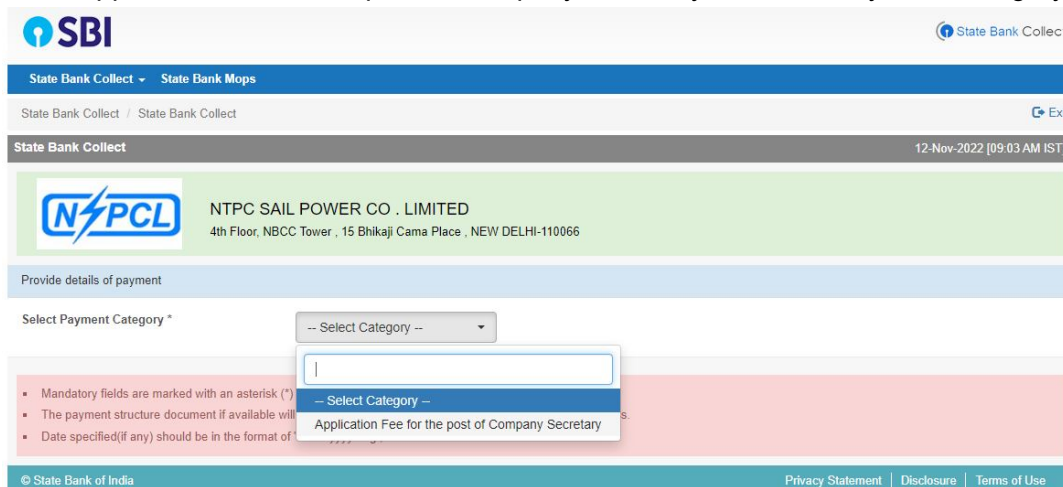 SBI
State Bank Collec
State Bank Collect State Bank Mops
State Bank Collect / State Bank Collect
Ex
State Bank Collect
12-Nov-2022 [09:03 AM IST
NSPCL
NTPC SAIL POWER CO . LIMITED
4th Floor, NBCC Tower , 15 Bhikaji Cama Place , NEW DELHI-110066
Provide details of payment
Select Payment Category *
-- Select Category --
Mandatory fields are marked with an asterisk (*)
-- Select Category --
The payment structure document if available will
s.
Application Fee for the post of Company Secretary
Date specified(if any) should be in the format of '
© State Bank of India
Privacy Statement | Disclosure | Terms of Use